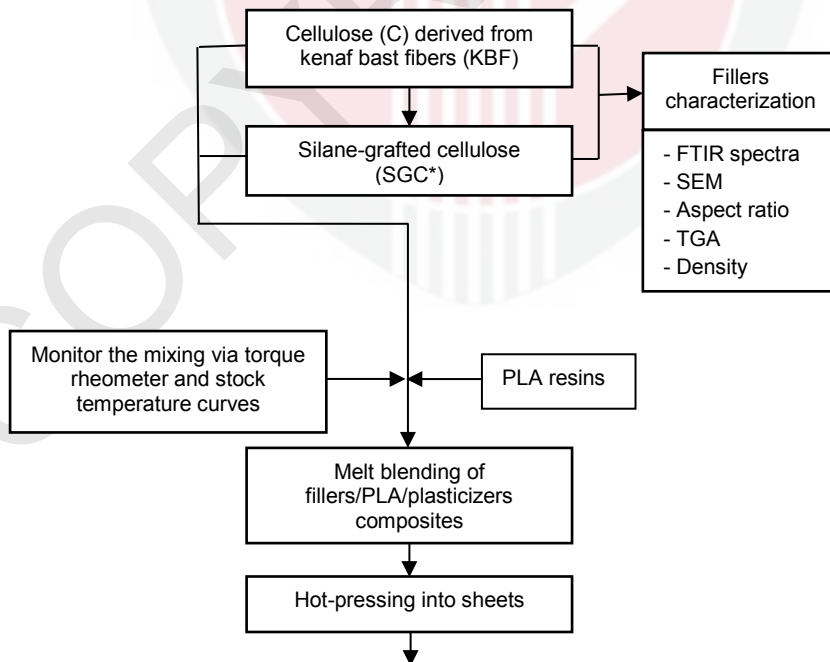 Cellulose (C) derived from
kenaf bast fibers (KBF)
Silane-grafted cellulose
(SGC*)
Fillers
characterization
- FTIR spectra
- SEM
- Aspect ratio
- TGA
- Density
Monitor the mixing via torque
rheometer and stock
temperature curves
PLA resins
Melt blending of
fillers/PLA/plasticizers
composites
Hot-pressing into sheets
COPY